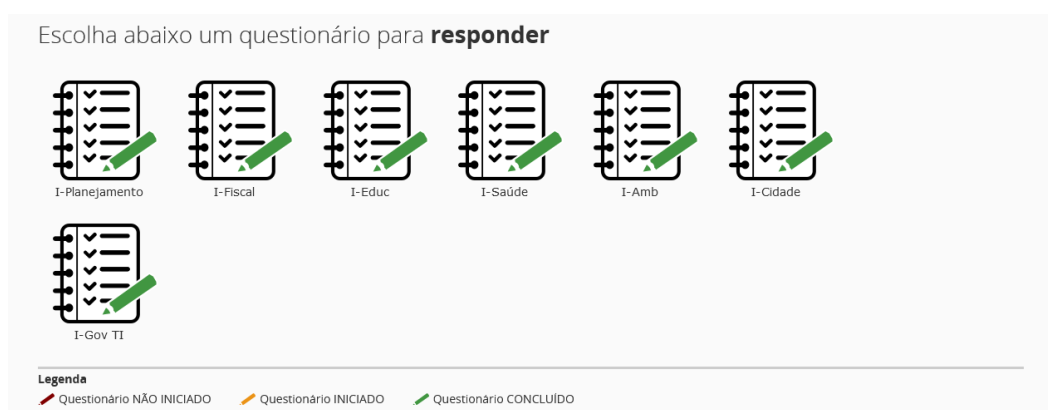 Escolha abaixo um questionário para responder
I-Planejamento
I-Fiscal
I-Educ
I-Saúde
I-Amb
I-Cidade
I-Gov TI
Legenda
Questionário NÃO INICIADO
Questionário INICIADO
Questionário CONCLUÍDO